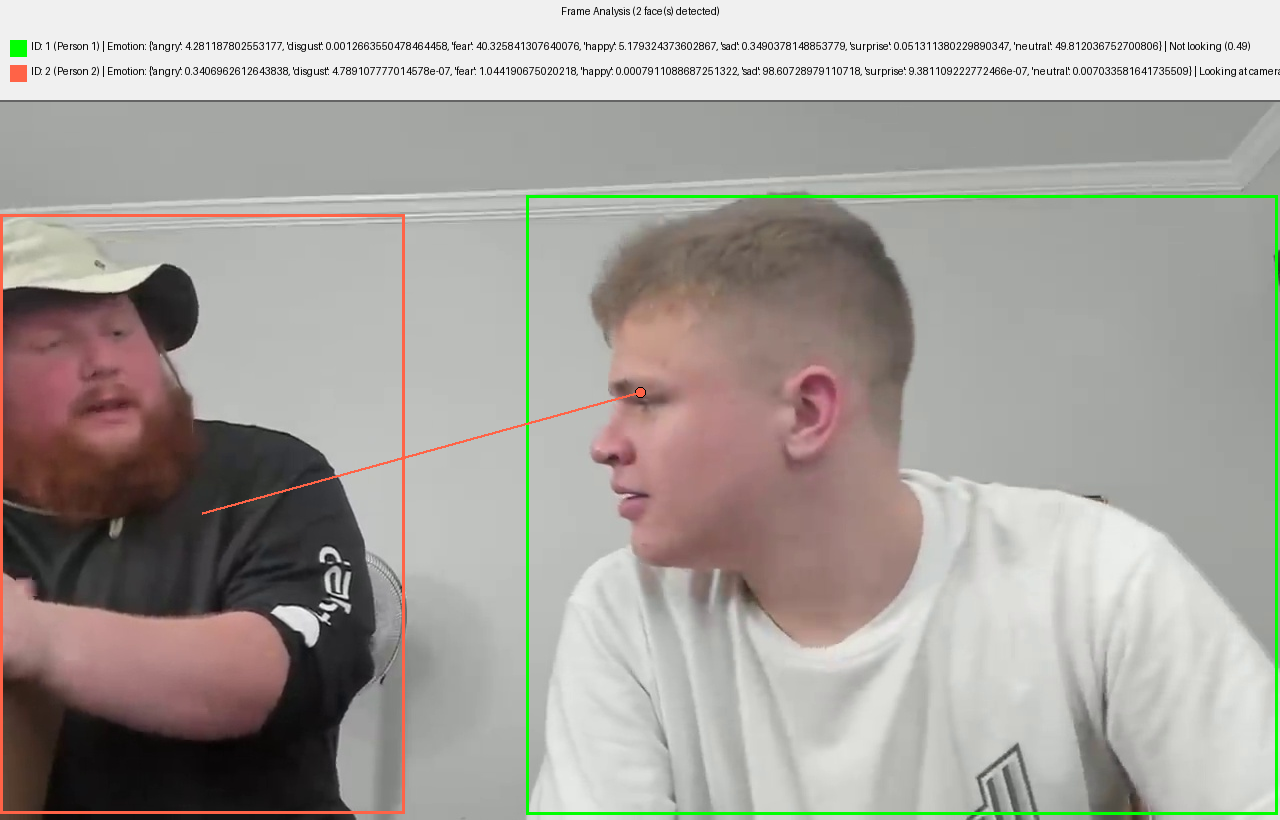 Frame Analysis (2 face(s) detected)
ID: 1 (Person 1) | Emotion: {'angry': 4.281187802553177, 'disgust': 0.0012663550478464458, 'fear': 40.325841307640076, 'happy': 5.179324373602867, 'sad': 0.3490378148853779, 'surprise': 0.051311380229890347, 'neutral': 49.812036752700806} | Not looking (0.49)
ID: 2 (Person 2) | Emotion: {'angry': 0.3406962612643838, 'disgust': 4.789107777014578e-07, 'fear': 1.044190675020218, 'happy': 0.0007911088687251322, 'sad': 98.60728979110718, 'surprise': 9.381109222772466e-07, 'neutral': 0.007033581641735509} | Looking at camera